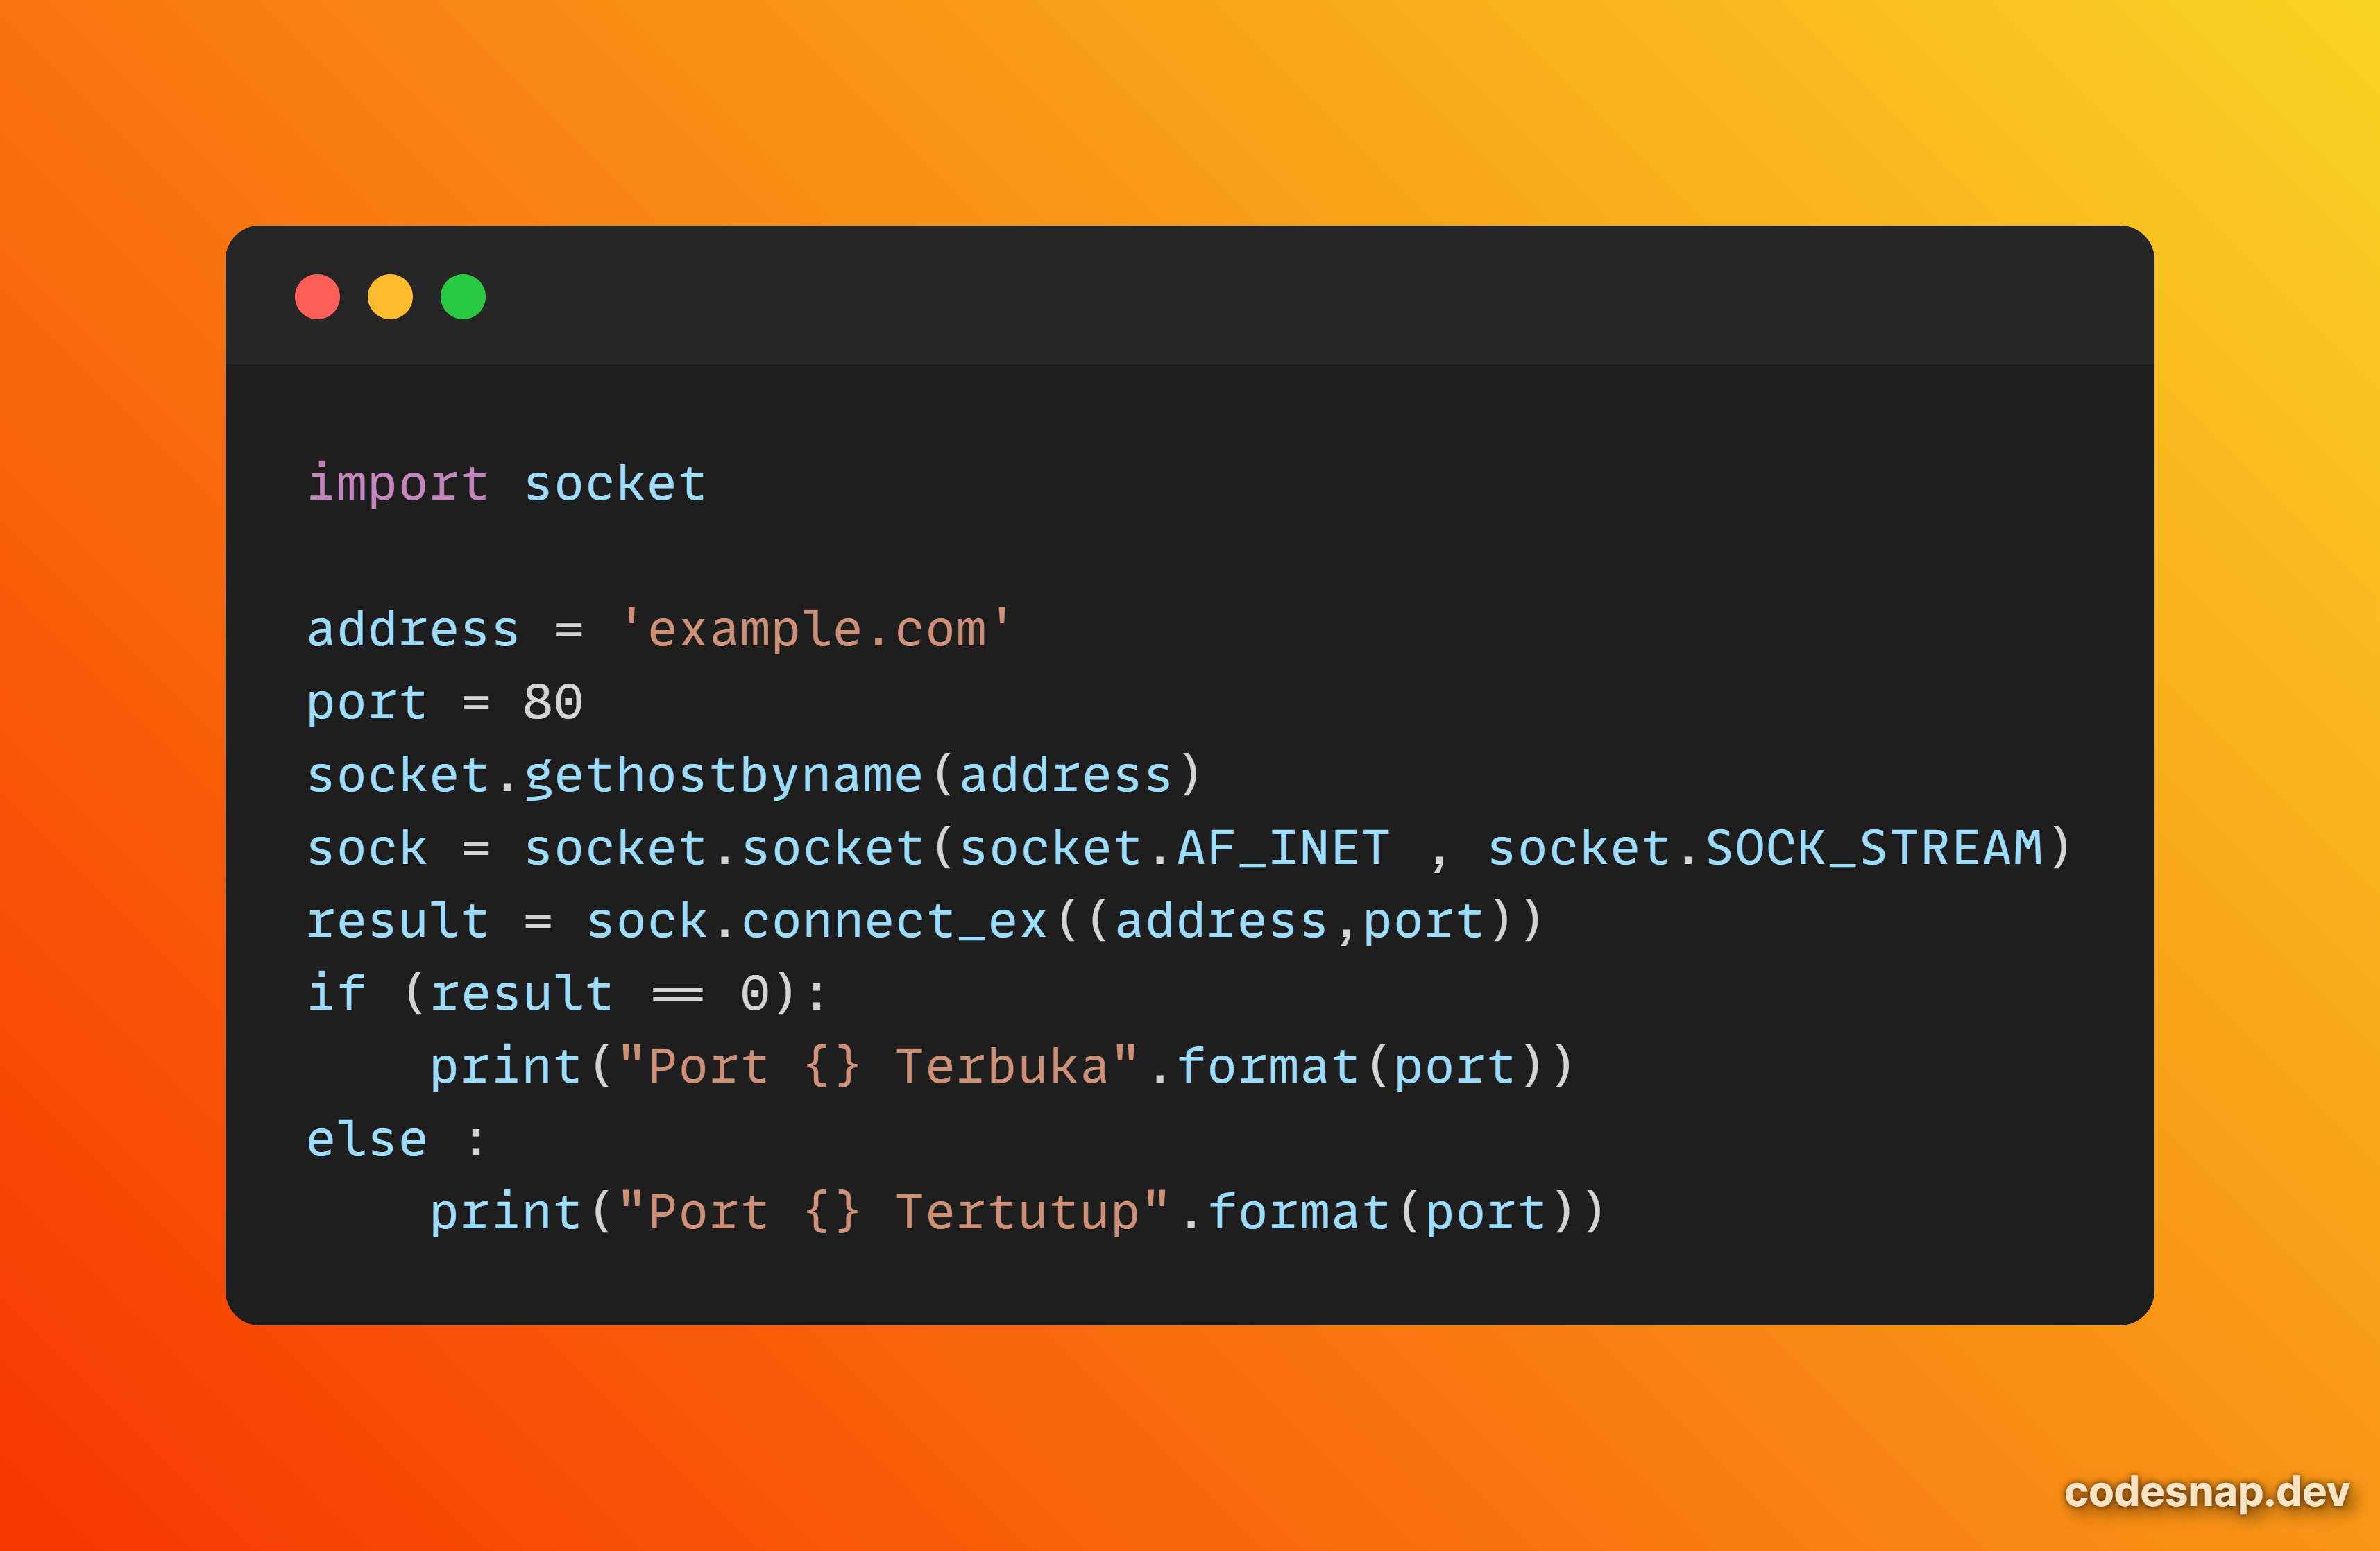 import socket

address = 'example.com'
port = 80
socket.gethostbyname(address)
sock = socket.socket(socket.AF_INET , socket.SOCK_STREAM)
result = sock.connect_ex((address,port))
if (result == 0):
    print("Port {} Terbuka".format(port))
else :
    print("Port {} Tertutup".format(port))
codesnap.dev